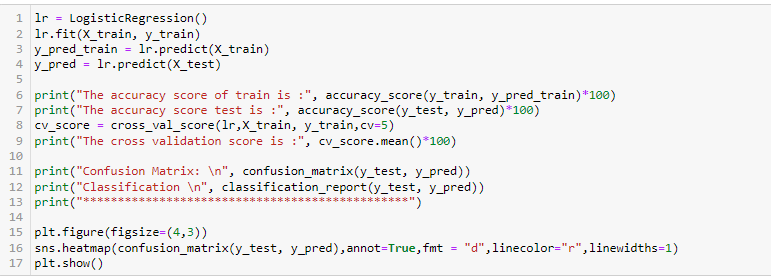 1 lr = LogisticRegression()
2 lr.fit(X_train, y_train)
3 y_pred_train = lr.predict(X_train)
4 y_pred = lr.predict(X_test)
5
6 print("The accuracy score of train is :", accuracy_score(y_train, y_pred_train)*100)
7 print("The accuracy score test is :", accuracy_score(y_test, y_pred)*100)
8 cv_score = cross_val_score(lr,X_train, y_train,cv=5)
9 print("The cross validation score is :", cv_score.mean()*100)
10
11 print("Confusion Matrix: \n", confusion_matrix(y_test, y_pred))
12 print("Classification \n", classification_report(y_test, y_pred))
13 print("***********************************************")
14
15 plt.figure(figsize=(4,3))
16 sns.heatmap(confusion_matrix(y_test, y_pred),annot=True,fmt = "d",linecolor="r",linewidths=1)
17 plt.show()